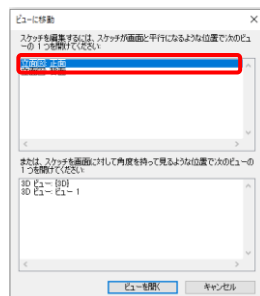 ビューに移動
スケッチを編集するには、スケッチが画面と平行になるような位置で次のビュ
ーの 1 つを開けてください:
立面図: 正面
または、スケッチを画面に対して角度を持って見るような位置で次のビューの
1 つを開けてください:
3D ビュー: {3D}
3D ビュー: ビュー 1
ビューを開く
キャンセル